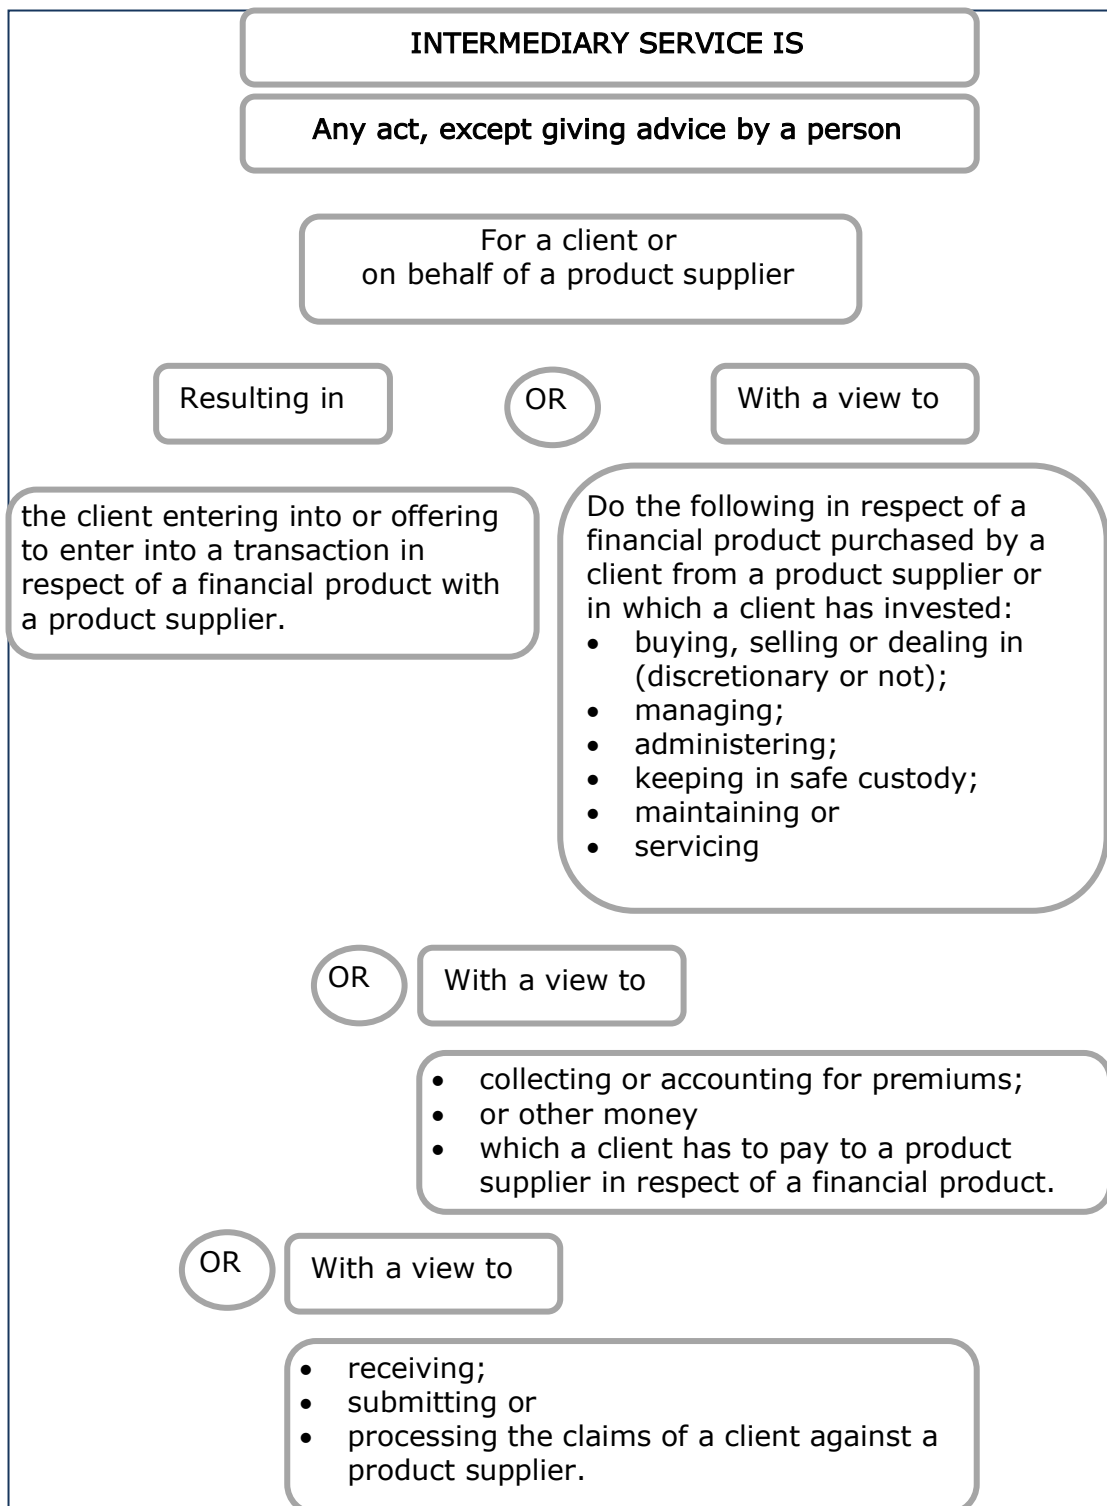 INTERMEDIARY SERVICE IS
Any act, except giving advice by a person
For a client or
on behalf of a product supplier
Resulting in
OR
With a view to
the client entering into or offering
to enter into a transaction in
respect of a financial product with
a product supplier.
Do the following in respect of a
financial product purchased by a
client from a product supplier or
in which a client has invested:
• buying, selling or dealing in
(discretionary or not);
• managing;
• administering;
• keeping in safe custody;
• maintaining or
• servicing
OR
With a view to
• collecting or accounting for premiums;
• or other money
• which a client has to pay to a product
supplier in respect of a financial product.
OR
With a view to
• receiving;
• submitting or
• processing the claims of a client against a
product supplier.